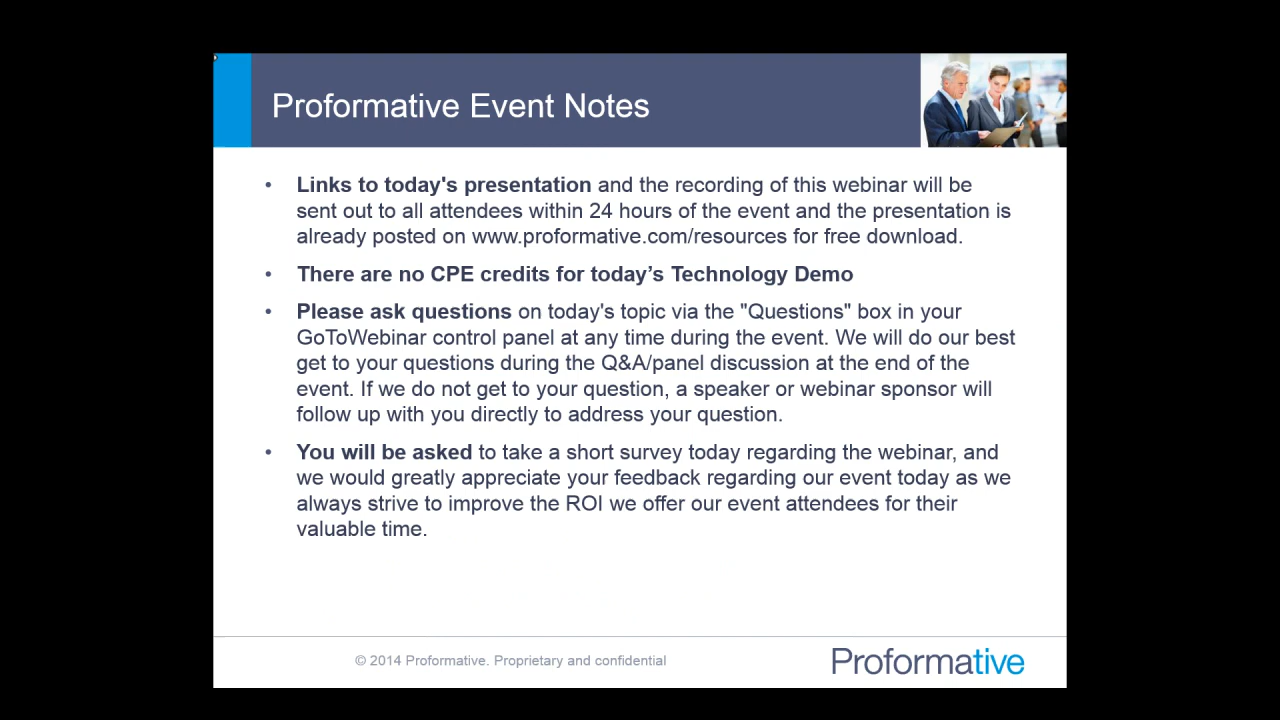 Proformative Event Notes
• Links to today's presentation and the recording of this webinar will be
sent out to all attendees within 24 hours of the event and the presentation is
already posted on www.proformative.com/resources for free download.
• There are no CPE credits for today’s Technology Demo
• Please ask questions on today's topic via the "Questions" box in your
GoToWebinar control panel at any time during the event. We will do our best
get to your questions during the Q&A/panel discussion at the end of the
event. If we do not get to your question, a speaker or webinar sponsor will
follow up with you directly to address your question.
• You will be asked to take a short survey today regarding the webinar, and
we would greatly appreciate your feedback regarding our event today as we
always strive to improve the ROI we offer our event attendees for their
valuable time.
© 2014 Proformative. Proprietary and confidential
Proformative